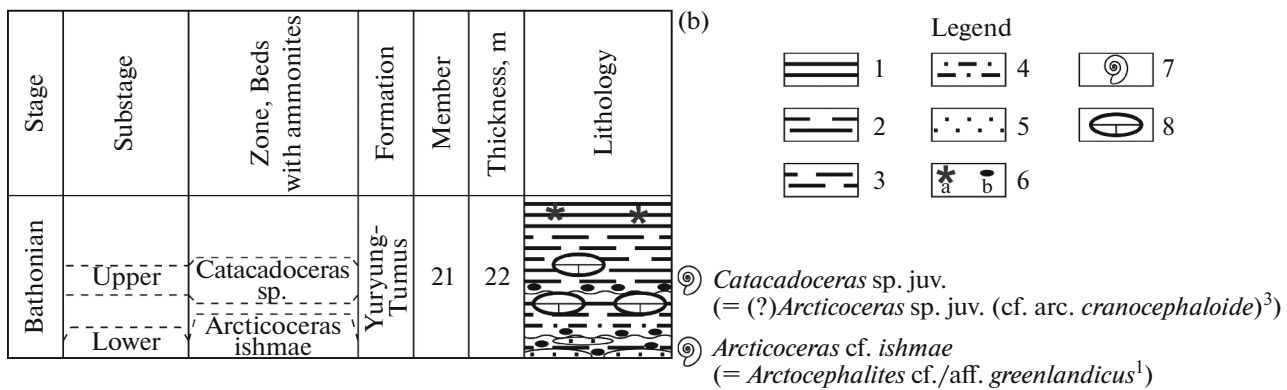 Stage
Substage
Zone, Beds
with ammonites
Formation
Member
Thickness, m
Lithology
Bathonian
Upper
Lower
Catacadoceras
sp.
Arcticoceras
ishmae
Yuryung-
Tumus
21
22
(b)
Legend
1
2
3
4
5
a b 6
7
8
Catacadoceras sp. juv.
(= (?)Arcticoceras sp. juv. (cf. arc. cranocephaloide)³)
Arcticoceras cf. ishmae
(= Arctocephalites cf./aff. greenlandicus¹)